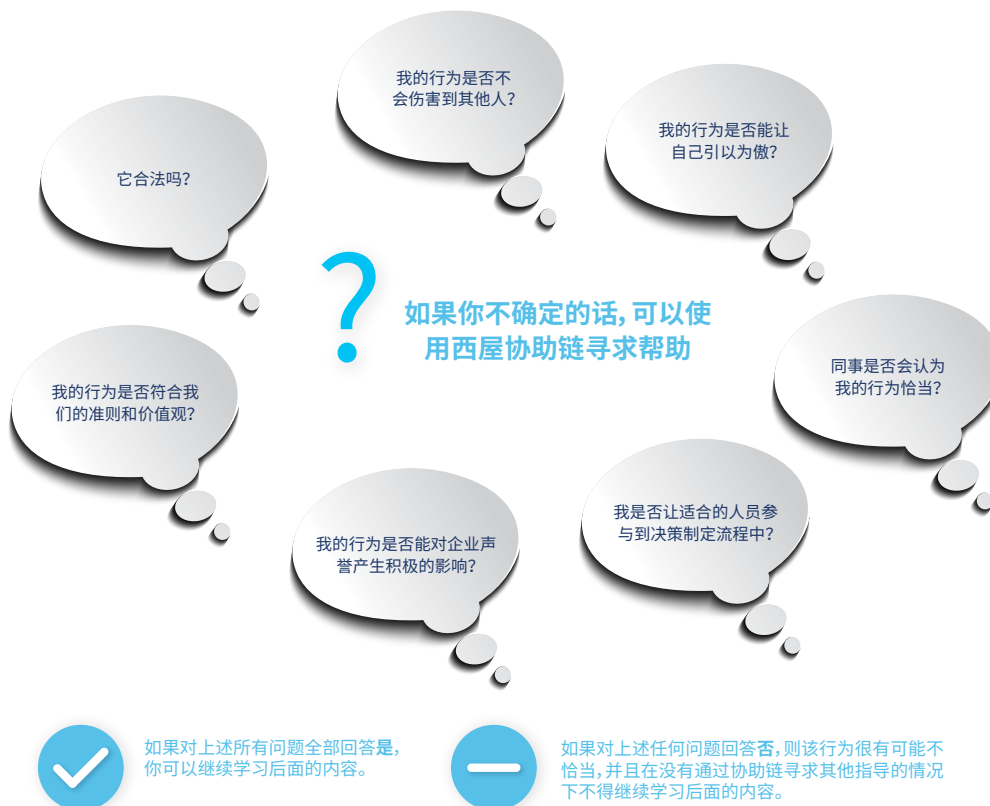 我的行为是否不
会伤害到其他人？
我的行为是否能让
自己引以为傲？
它合法吗？
?
如果你不确定的话，可以使
用西屋协助链寻求帮助
同事是否会认为
我的行为恰当？
我的行为是否符合我
们的准则和价值观？
我是否让适合的人员参
与到决策制定流程中？
我的行为是否能对企业声
誉产生积极的影响？
如果对上述所有问题全部回答是，
你可以继续学习后面的内容。
如果对上述任何问题回答否，则该行为很有可能不
恰当，并且在没有通过协助链寻求其他指导的情况
下不得继续学习后面的内容。